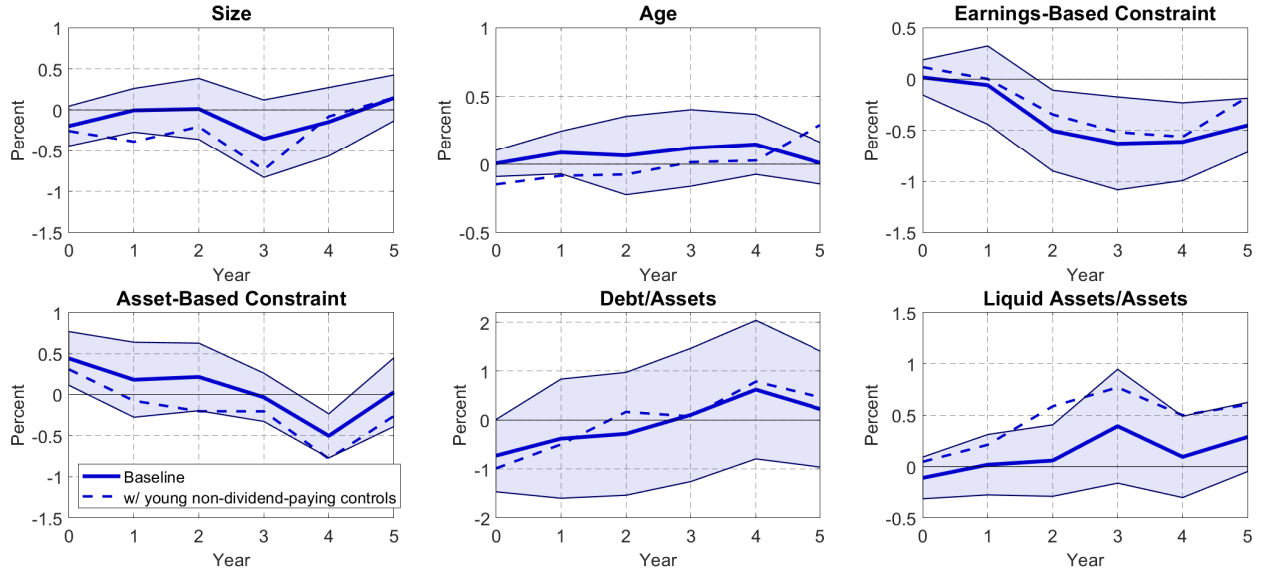 Size
Percent
1
0.5
0
-0.5
-1
-1.5
0 1 2 3 4 5
Year
Age
Percent
1
0.5
0
-0.5
0 1 2 3 4 5
Year
Earnings-Based Constraint
Percent
0.5
0
-0.5
-1
-1.5
0 1 2 3 4 5
Year
Asset-Based Constraint
Percent
1
0.5
0
-0.5
-1
-1.5
Baseline
w/ young non-dividend-paying controls
0 1 2 3 4 5
Year
Debt/Assets
Percent
2
1
0
-1
-2
0 1 2 3 4 5
Year
Liquid Assets/Assets
Percent
1.5
1
0.5
0
-0.5
0 1 2 3 4 5
Year